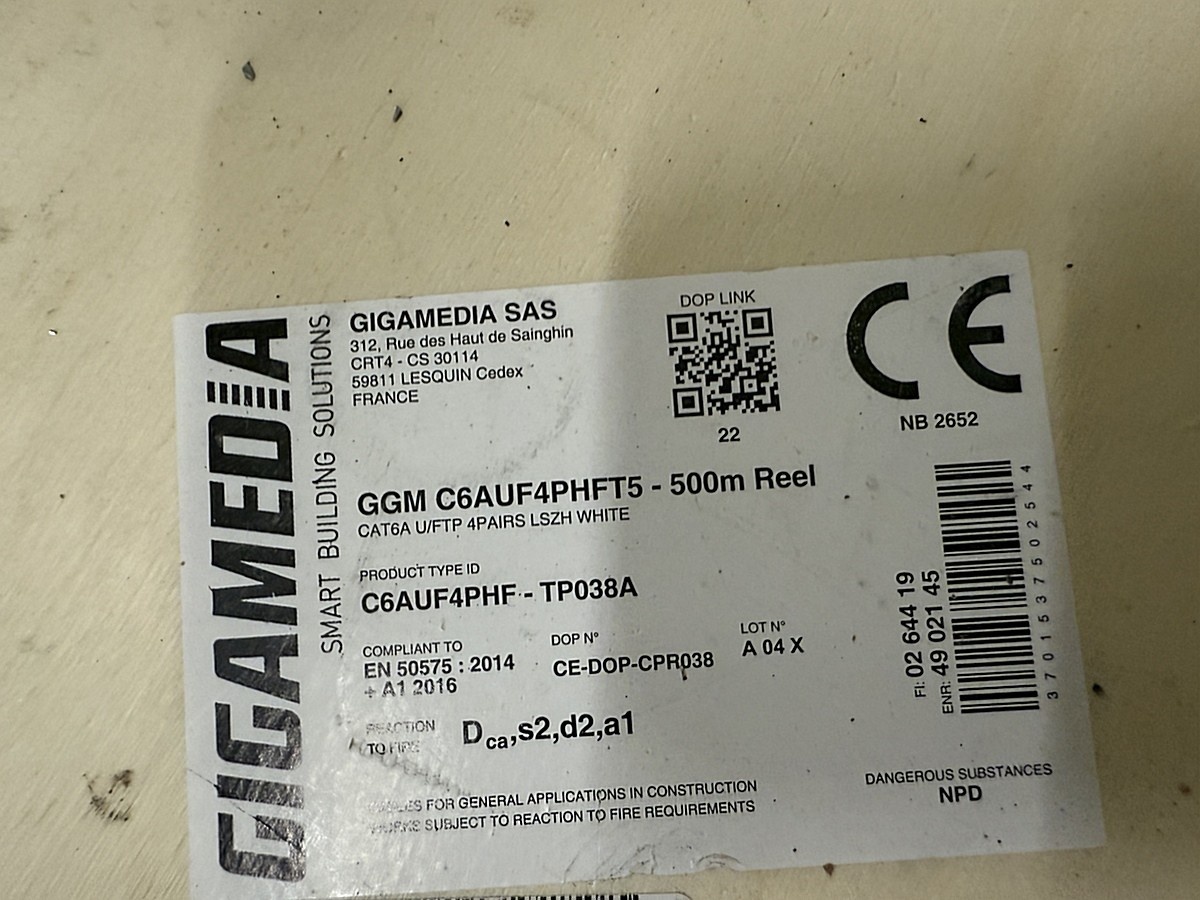 GIGAMEDIA
SMART BUILDING SOLUTIONS
GIGAMEDIA SAS
312, Rue des Haut de Sainghin
CRT4 - CS 30114
59811 LESQUIN Cedex
FRANCE
DOP LINK
22
CE
NB 2652
GGM C6AUF4PHFT5 - 500m Reel
CAT6A U/FTP 4PAIRS LSZH WHITE
PRODUCT TYPE ID
C6AUF4PHF - TP038A
COMPLIANT TO
EN 50575 : 2014
+ A1 2016
DOP N°
CE-DOP-CPR038
LOT N°
A 04 X
REACTION
TO FIRE
Dca,s2,d2,a1
FI: 02 644 19
ENR: 49 021 45
3701537502544
FOR GENERAL APPLICATIONS IN CONSTRUCTION
WORKS SUBJECT TO REACTION TO FIRE REQUIREMENTS
DANGEROUS SUBSTANCES
NPD